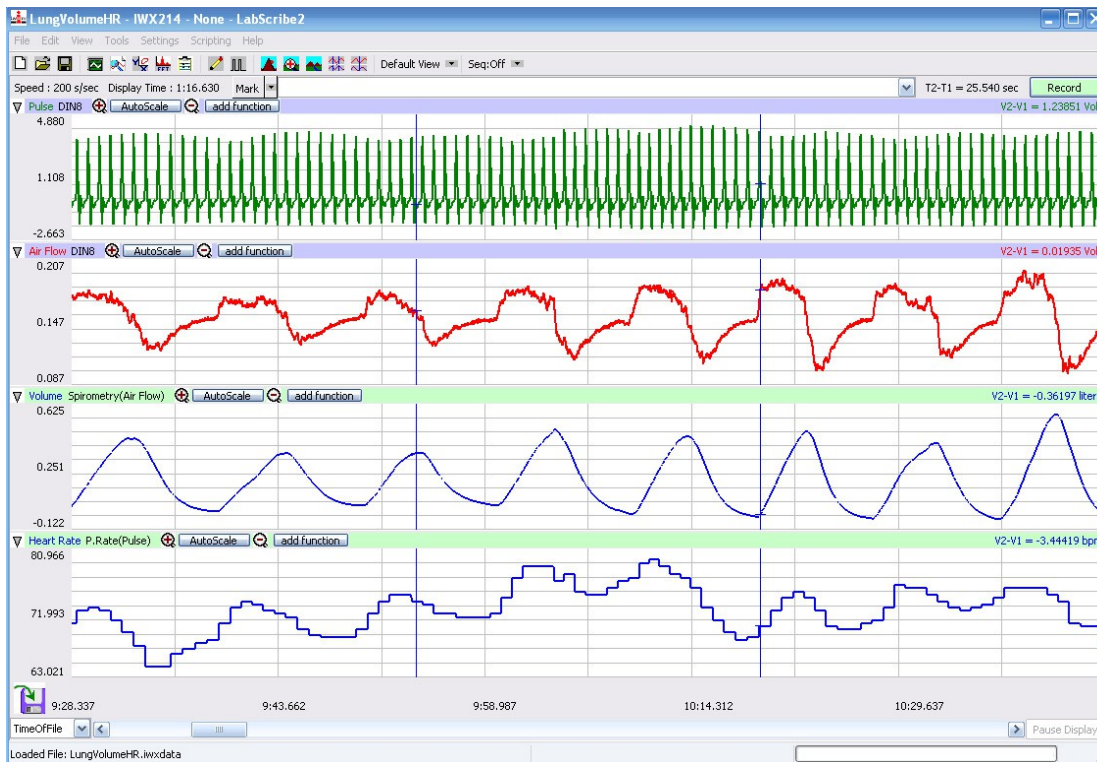 LungVolumeHR - IWX214 - None - LabScribe2
File Edit View Tools Settings Scripting Help
Default View Seq:Off
Speed : 200 s/sec Display Time : 1:16.630 Mark T2-T1 = 25.540 sec Record
Pulse DIN8 AutoScale add function V2-V1 = 1.23851 Vol
4.880
1.108
-2.663
Air Flow DIN8 AutoScale add function V2-V1 = 0.01935 Vol
0.207
0.147
0.087
Volume Spirometry(Air Flow) AutoScale add function V2-V1 = -0.36197 liter
0.625
0.251
-0.122
Heart Rate P.Rate(Pulse) AutoScale add function V2-V1 = -3.44419 bpm
80.966
71.993
63.021
9:28.337 9:43.662 9:58.987 10:14.312 10:29.637
TimeOfFile Pause Display
Loaded File: LungVolumeHR.iwxdata